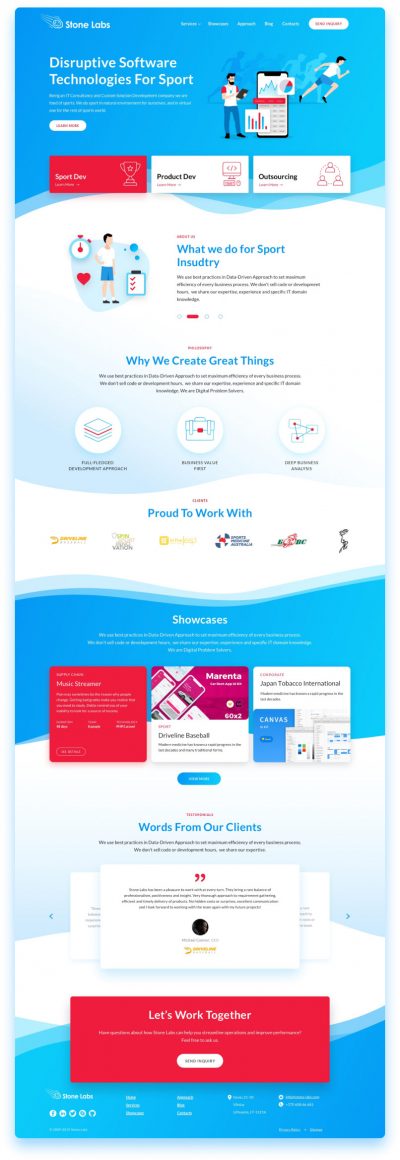 Stone Labs
Services
Showcases
Approach
Blog
Contacts
SEND INQUIRY
Disruptive Software
Technologies For Sport
Being an IT Consultancy and Custom Solution Development company we are
fond of sports. We do sport in natural environment for ourselves, and in virtual
one for the rest of sports world.
LEARN MORE
Sport Dev
Learn More →
Product Dev
Learn More →
Outsourcing
Learn More →
ABOUT US
What we do for Sport
Insudtry
We use best practices in Data-Driven Approach to set maximum
efficiency of every business process. We don't sell code or development
hours, we share our expertise, experience and specific IT domain
knowledge.
PHILOSOPHY
Why We Create Great Things
We use best practices in Data-Driven Approach to set maximum efficiency of every business process.
We don't sell code or development hours, we share our expertise, experience and specific IT domain
knowledge. We are Digital Problem Solvers.
FULL-FLEDGED
DEVELOPMENT APPROACH
BUSINESS VALUE
FIRST
DEEP BUSINESS
ANALYSIS
CLIENTS
Proud To Work With
DRIVELINE
BASEBALL
SPORTS
MEDICINE
AUSTRALIA
Showcases
We use best practices in Data-Driven Approach to set maximum efficiency of every business process.
We don't sell code or development hours, we share our expertise, experience and specific IT domain knowledge.
We are Digital Problem Solvers.
SUPPLY CHAIN
Music Streamer
SEE DETAILS
Marenta
Car Rent App UI Kit
60x2
SPORT
Driveline Baseball
Modern medicine has known a rapid progress in the
last decades and many traditional forms.
CORPORATE
Japan Tobacco International
Modern medicine has known a rapid progress in the
last decades.
CANVAS
VIEW MORE
TESTIMONIALS
Words From Our Clients
We use best practices in Data-Driven Approach to set maximum efficiency of every business process.
We don't sell code or development hours, we share our expertise.
Stone Labs has been a pleasure to work with at every turn. They bring a rare balance of
professionalism, assertiveness and insight. Very thorough approach to requirement gathering,
efficient and timely delivery of products. No hidden costs or surprises, excellent communication
and I look forward to working with the team again with my future projects!
DRIVELINE
BASEBALL
Let's Work Together
Have questions about how Stone Labs can help you streamline operations and improve performance?
Feel free to ask us.
SEND INQUIRY
Stone Labs
Home
Services
Showcases
Approach
Blog
Contacts
Vilnius
Privacy Policy
Sitemap